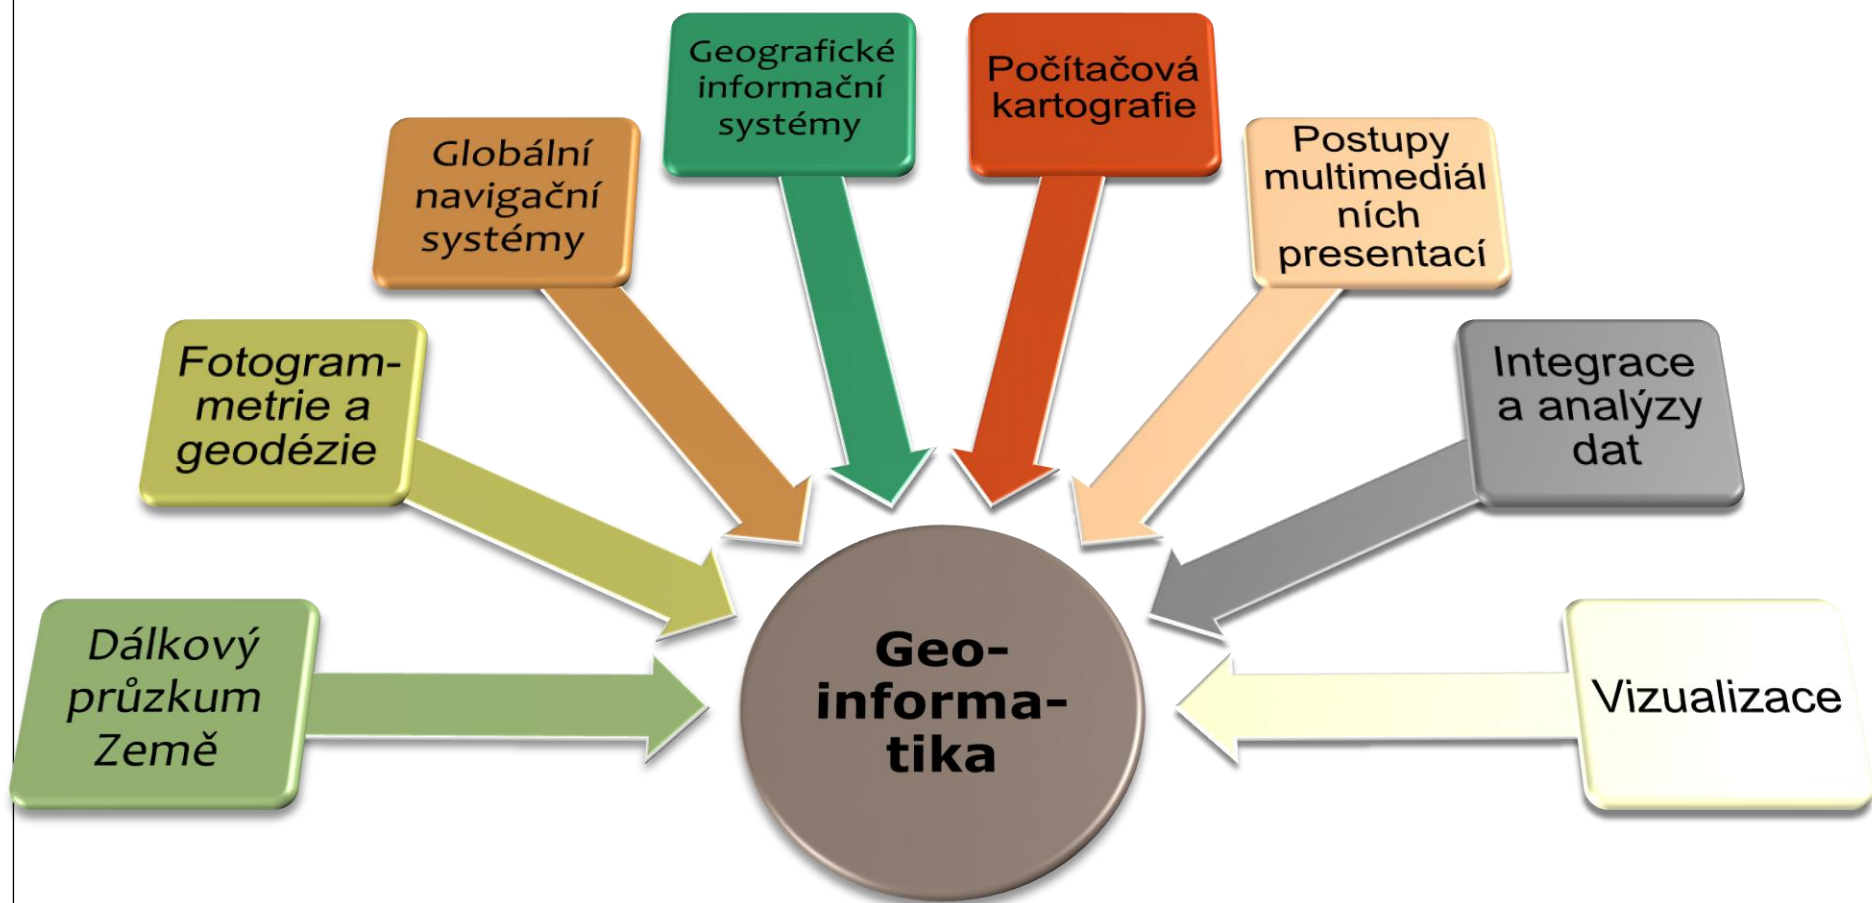 Geografické
informační
systémy
Počítačová
kartografie
Globální
navigační
systémy
Postupy
multimediál
ních
presentací
Fotogram-
metrie a
geodézie
Integrace
a analýzy
dat
Dálkový
průzkum
Země
Geo-
informa-
tika
Vizualizace